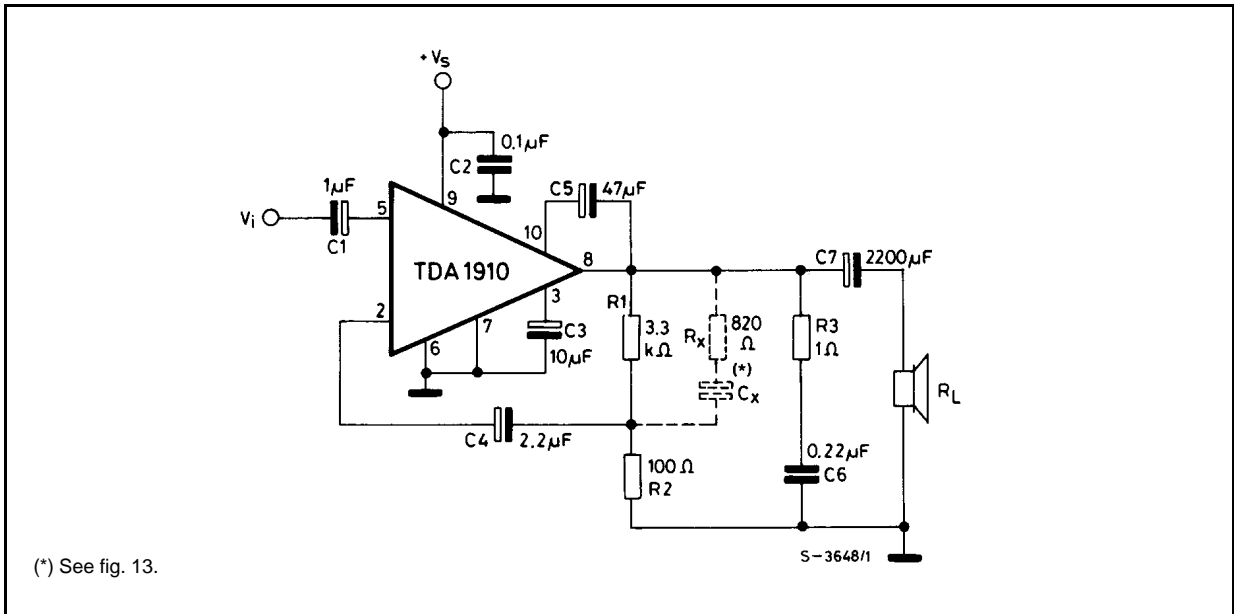 + Vs
0.1μF
C2
1μF
9
C5
47μF
5
Vi
C1
10
C7
2200μF
8
TDA1910
3
R1
2
3.3
kΩ
Rx
820
Ω
R3
1Ω
7
C3
6
10μF
(*)
Cx
RL
C4
2.2μF
0.22μF
100Ω
C6
R2
S-3648/1
(*) See fig. 13.